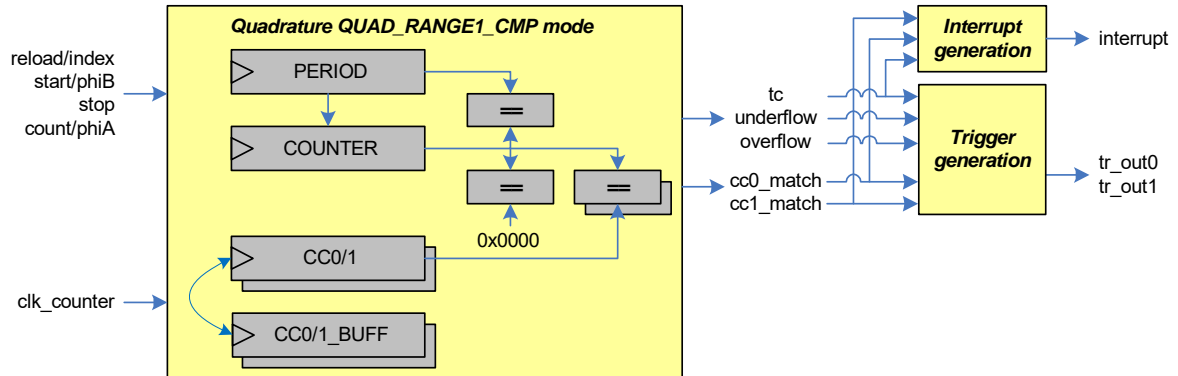 Quadrature QUAD_RANGE1_CMP mode
reload/index
start/phiB
stop
count/phiA
clk_counter
PERIOD
==
COUNTER
==
==
0x0000
CC0/1
CC0/1_BUFF
tc
underflow
overflow
cc0_match
cc1_match
Interrupt
generation
interrupt
Trigger
generation
tr_out0
tr_out1